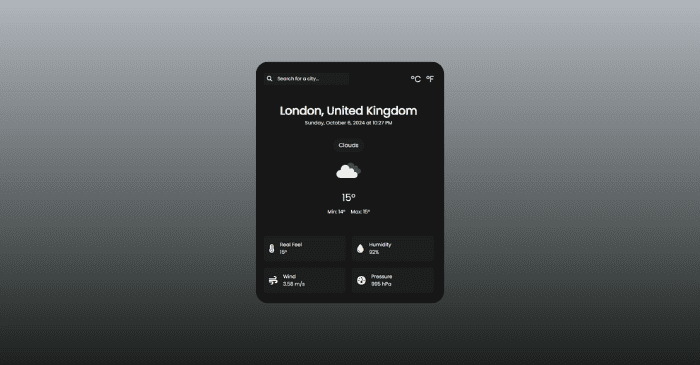 Search for a city...
°C °F
London, United Kingdom
Sunday, October 6, 2024 at 10:27 PM
Clouds
15°
Min: 14° Max: 15°
Real Feel
15°
Humidity
92%
Wind
3.58 m/s
Pressure
995 hPa